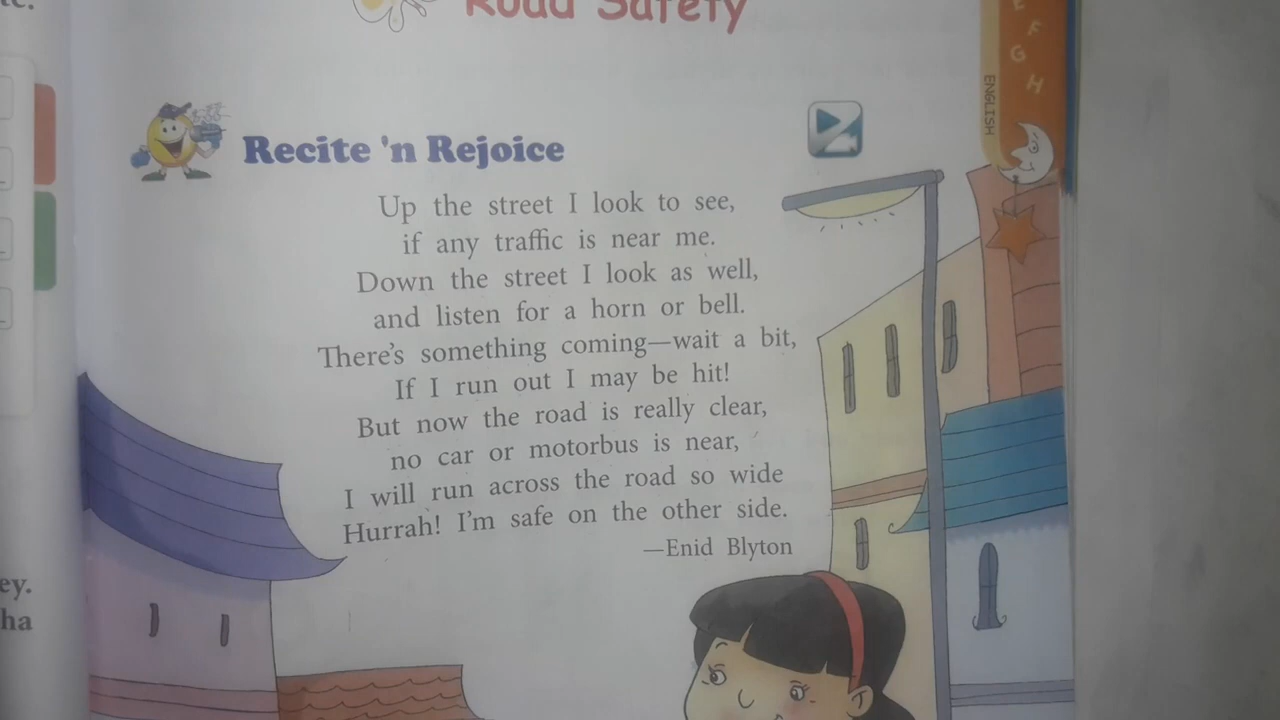 Road Safety
E
F
G
H
ENGLISH
Recite 'n Rejoice
Up the street I look to see,
if any traffic is near me.
Down the street I look as well,
and listen for a horn or bell.
There's something coming—wait a bit,
If I run out I may be hit!
But now the road is really clear,
no car or motorbus is near,
I will run across the road so wide
Hurrah! I'm safe on the other side.
—Enid Blyton
ey.
ha